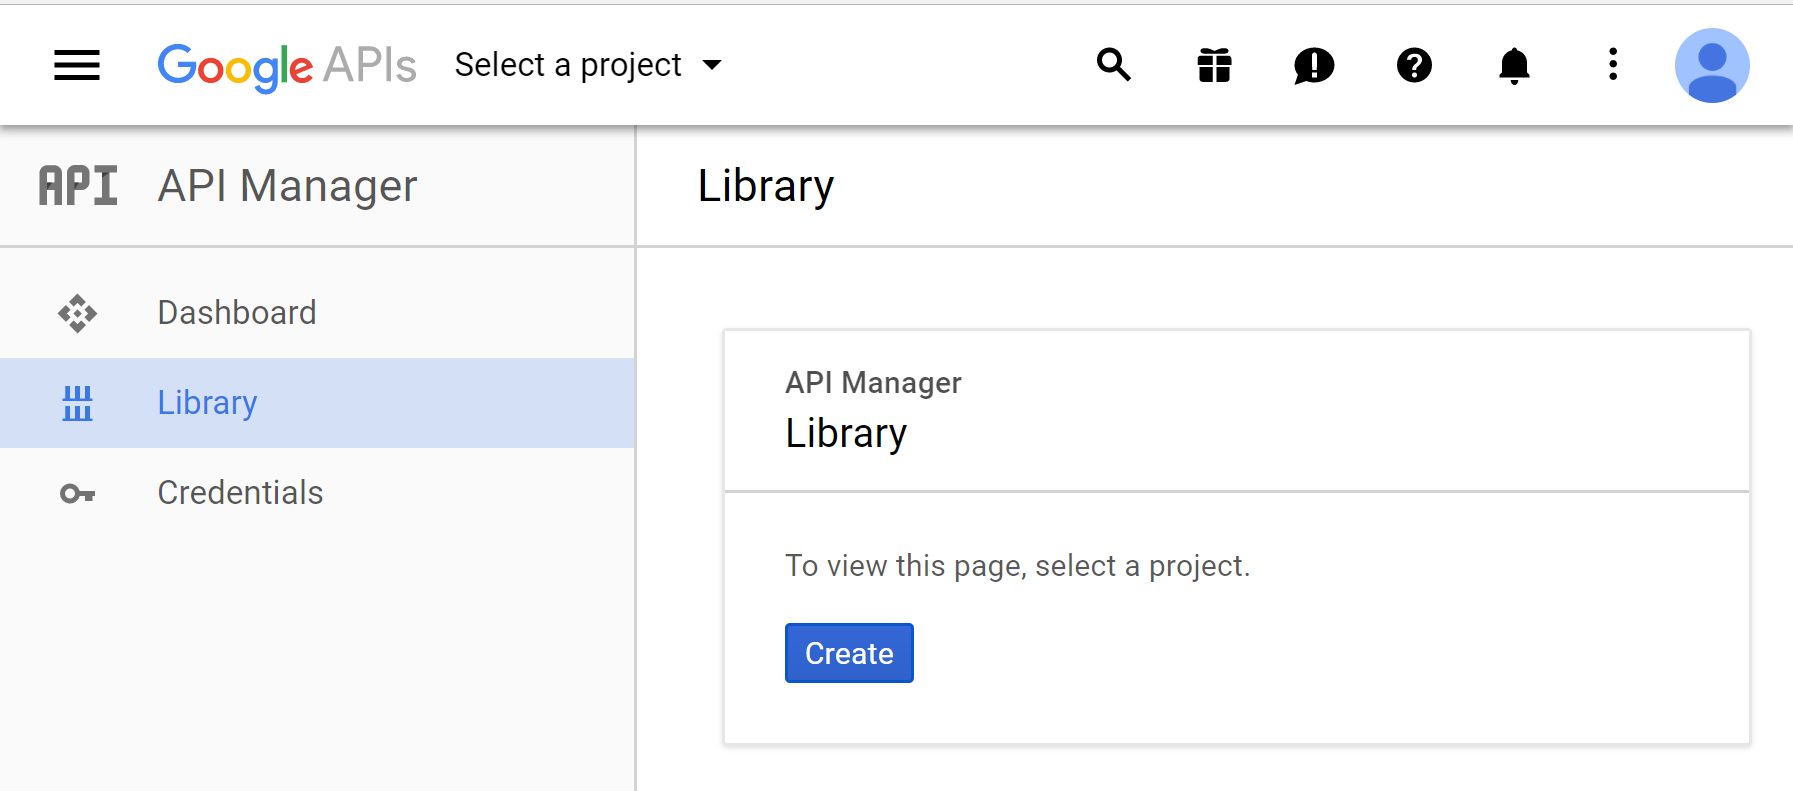 Google APIs Select a project
API API Manager
Library
Dashboard
Library
Credentials
API Manager
Library
To view this page, select a project.
Create